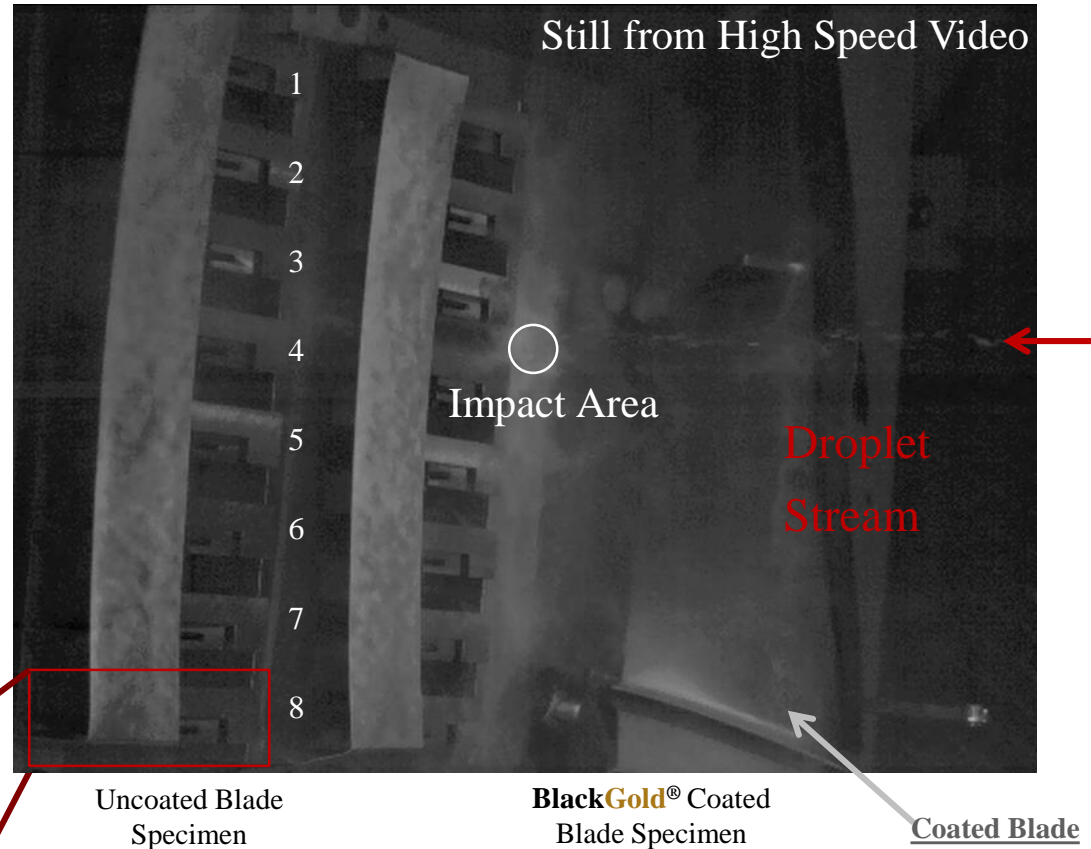 Still from High Speed Video
1
2
3
4
5
6
7
8
Impact Area
Droplet
Stream
Uncoated Blade
Specimen
BlackGold® Coated
Blade Specimen
Coated Blade